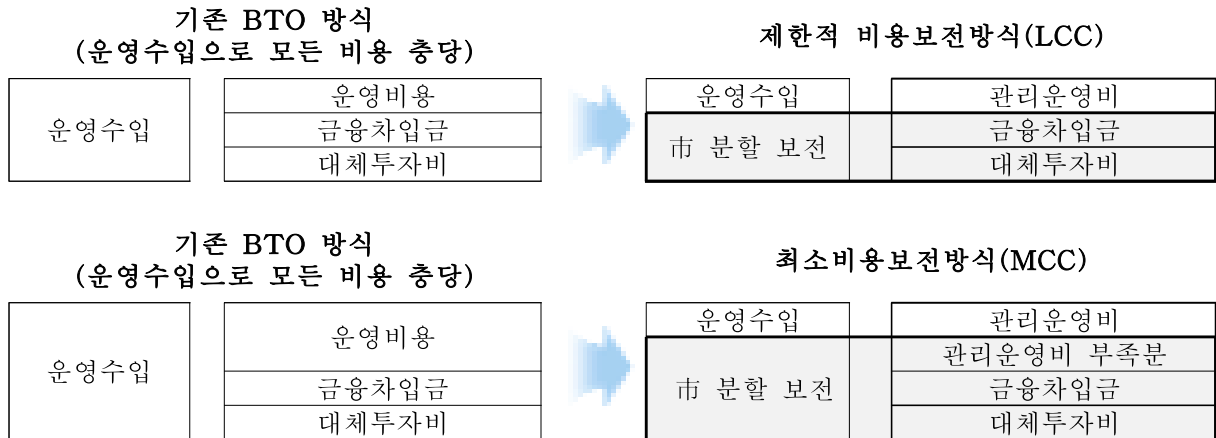 기존 BTO 방식
(운영수입으로 모든 비용 충당)
제한적 비용보전방식(LCC)
운영수입
운영비용
금융차입금
대체투자비
운영수입
관리운영비
市 분할 보전
금융차입금
대체투자비
기존 BTO 방식
(운영수입으로 모든 비용 충당)
최소비용보전방식(MCC)
운영수입
운영비용
금융차입금
대체투자비
운영수입
관리운영비
市 분할 보전
관리운영비 부족분
금융차입금
대체투자비